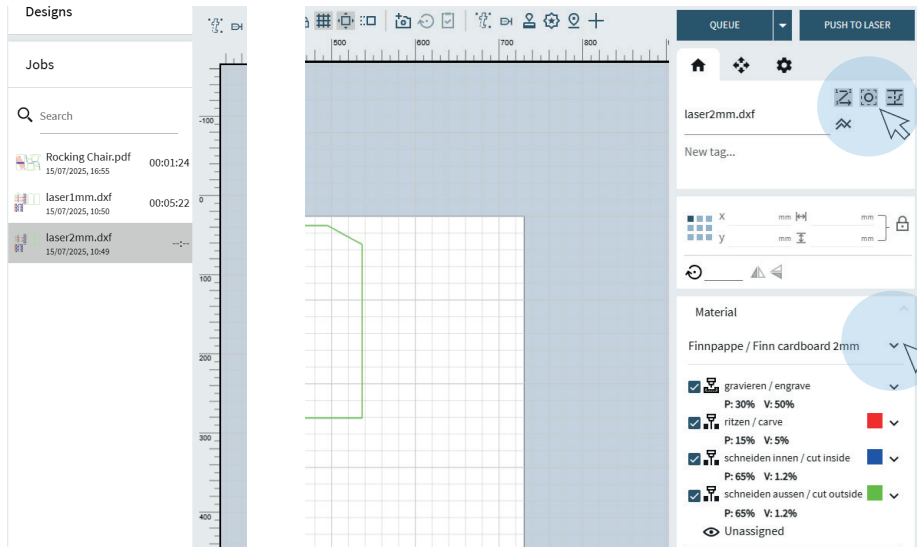 Designs
Jobs
Search
Rocking Chair.pdf
15/07/2025, 16:55
00:01:24
laser1mm.dxf
15/07/2025, 10:50
00:05:22
laser2mm.dxf
15/07/2025, 10:49
--:--
-100
0
100
200
300
400
500
600
700
800
QUEUE
PUSH TO LASER
laser2mm.dxf
New tag...
x mm mm
y mm mm
Material
Finnpappe / Finn cardboard 2mm
gravieren / engrave
P: 30% V: 50%
ritzen / carve
P: 15% V: 5%
schneiden innen / cut inside
P: 65% V: 1.2%
schneiden aussen / cut outside
P: 65% V: 1.2%
Unassigned